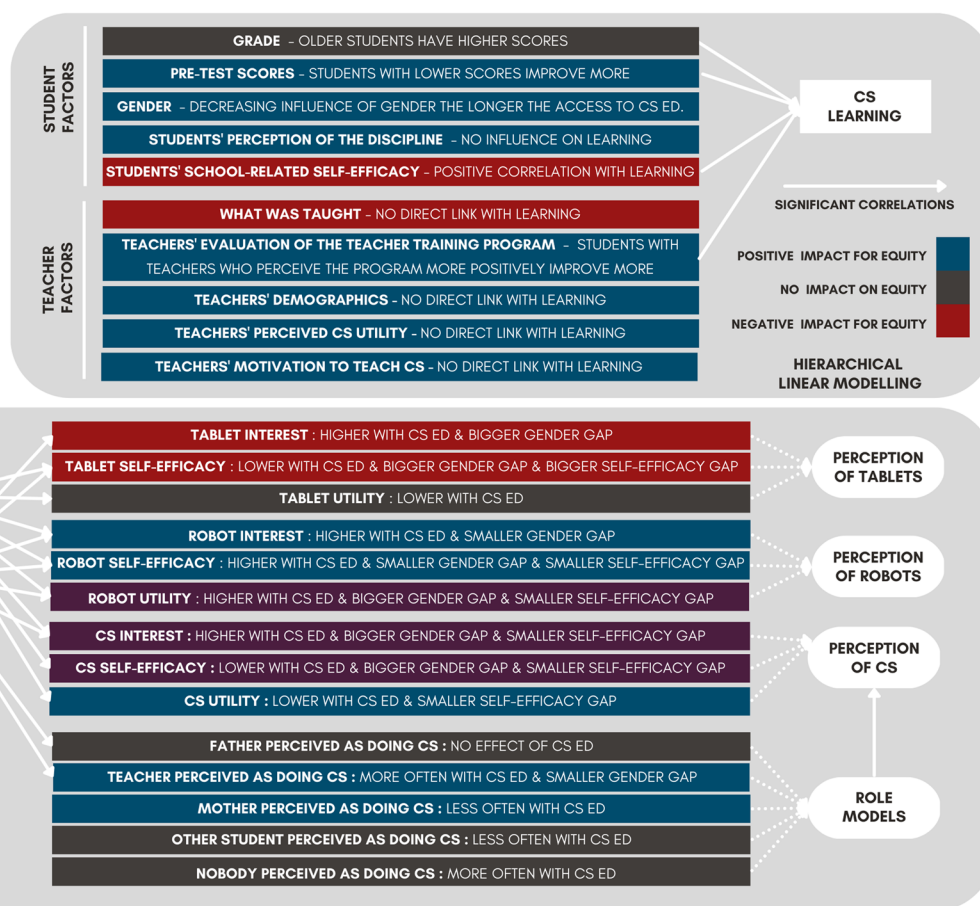 STUDENT
FACTORS
GRADE - OLDER STUDENTS HAVE HIGHER SCORES
PRE-TEST SCORES - STUDENTS WITH LOWER SCORES IMPROVE MORE
GENDER - DECREASING INFLUENCE OF GENDER THE LONGER THE ACCESS TO CS ED.
STUDENTS' PERCEPTION OF THE DISCIPLINE - NO INFLUENCE ON LEARNING
STUDENTS' SCHOOL-RELATED SELF-EFFICACY - POSITIVE CORRELATION WITH LEARNING
TEACHER
FACTORS
WHAT WAS TAUGHT - NO DIRECT LINK WITH LEARNING
TEACHERS' EVALUATION OF THE TEACHER TRAINING PROGRAM - STUDENTS WITH
TEACHERS WHO PERCEIVE THE PROGRAM MORE POSITIVELY IMPROVE MORE
TEACHERS' DEMOGRAPHICS - NO DIRECT LINK WITH LEARNING
TEACHERS' PERCEIVED CS UTILITY - NO DIRECT LINK WITH LEARNING
TEACHERS' MOTIVATION TO TEACH CS - NO DIRECT LINK WITH LEARNING
CS
LEARNING
SIGNIFICANT CORRELATIONS
POSITIVE IMPACT FOR EQUITY
NO IMPACT ON EQUITY
NEGATIVE IMPACT FOR EQUITY
HIERARCHICAL
LINEAR MODELLING
TABLET INTEREST : HIGHER WITH CS ED & BIGGER GENDER GAP
TABLET SELF-EFFICACY : LOWER WITH CS ED & BIGGER GENDER GAP & BIGGER SELF-EFFICACY GAP
TABLET UTILITY : LOWER WITH CS ED
PERCEPTION
OF TABLETS
ROBOT INTEREST : HIGHER WITH CS ED & SMALLER GENDER GAP
ROBOT SELF-EFFICACY : HIGHER WITH CS ED & SMALLER GENDER GAP & SMALLER SELF-EFFICACY GAP
ROBOT UTILITY : HIGHER WITH CS ED & BIGGER GENDER GAP & SMALLER SELF-EFFICACY GAP
PERCEPTION
OF ROBOTS
CS INTEREST : HIGHER WITH CS ED & BIGGER GENDER GAP & SMALLER SELF-EFFICACY GAP
CS SELF-EFFICACY : LOWER WITH CS ED & BIGGER GENDER GAP & SMALLER SELF-EFFICACY GAP
CS UTILITY : LOWER WITH CS ED & SMALLER SELF-EFFICACY GAP
PERCEPTION
OF CS
FATHER PERCEIVED AS DOING CS : NO EFFECT OF CS ED
TEACHER PERCEIVED AS DOING CS : MORE OFTEN WITH CS ED & SMALLER GENDER GAP
MOTHER PERCEIVED AS DOING CS : LESS OFTEN WITH CS ED
OTHER STUDENT PERCEIVED AS DOING CS : LESS OFTEN WITH CS ED
NOBODY PERCEIVED AS DOING CS : MORE OFTEN WITH CS ED
ROLE
MODELS